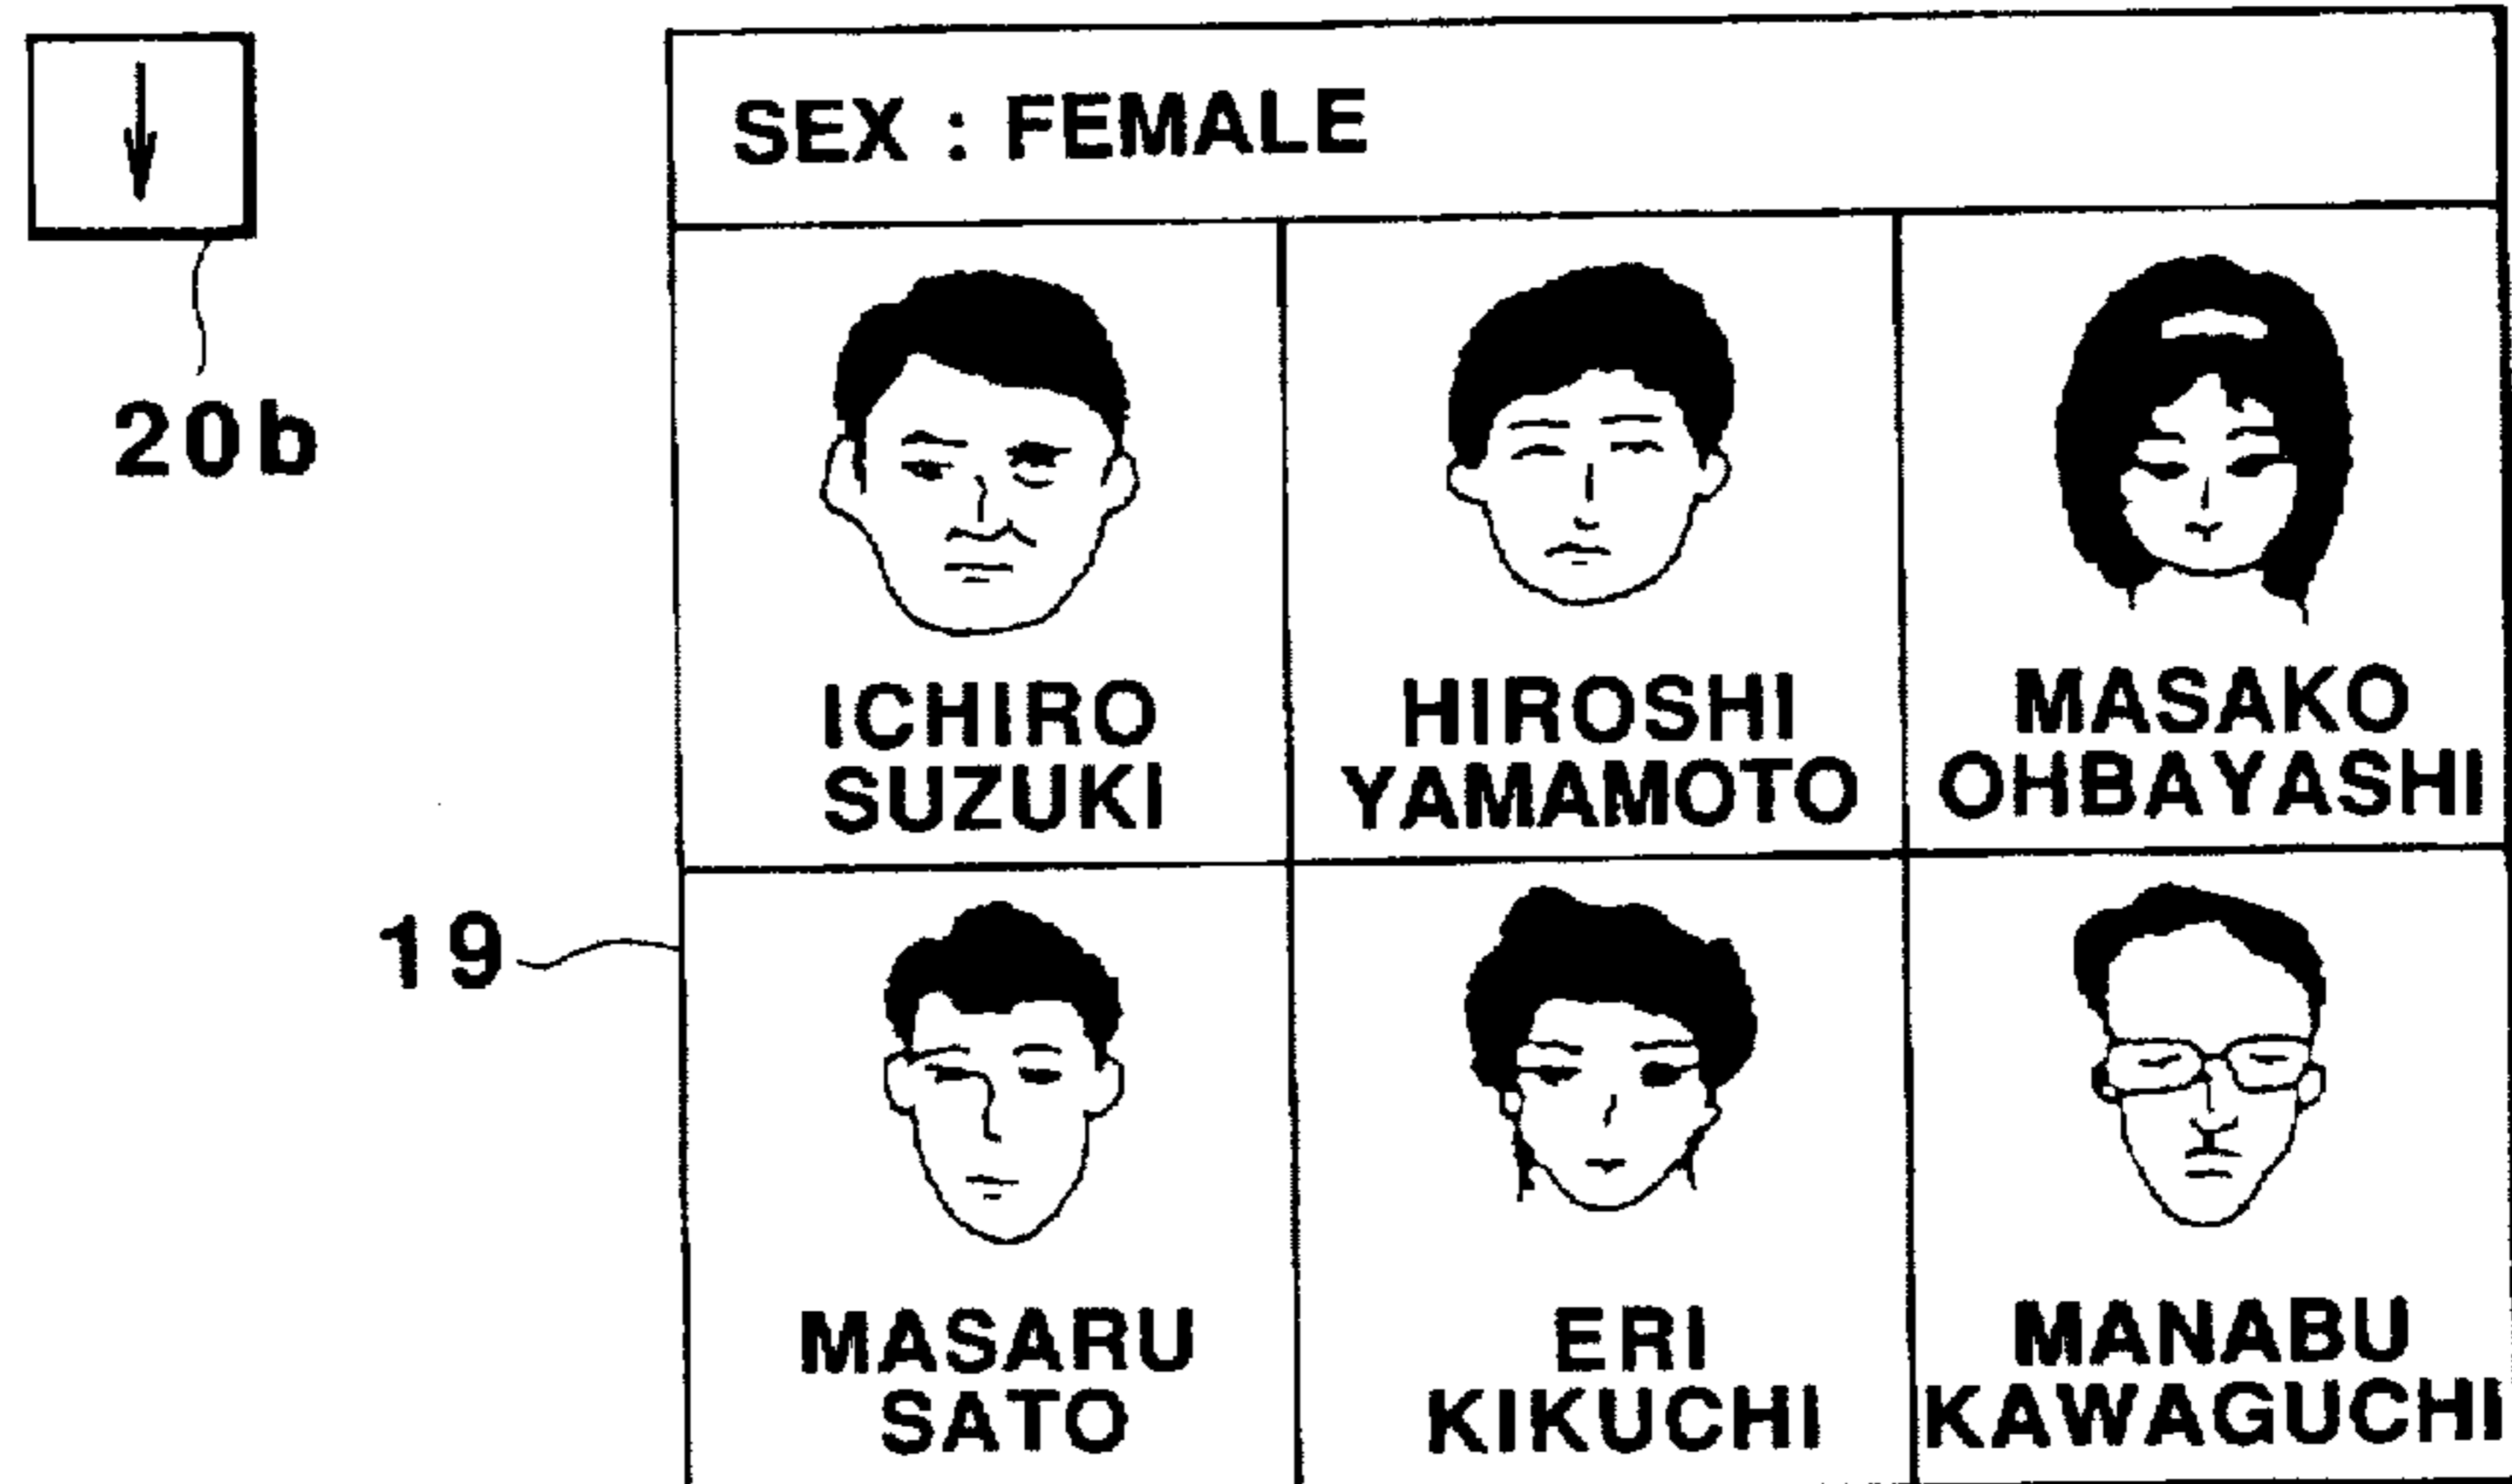 SEX : FEMALE
20b
ICHIRO
SUZUKI
HIROSHI
YAMAMOTO
MASAKO
OHBAYASHI
19
MASARU
SATO
ERI
KIKUCHI
MANABU
KAWAGUCHI